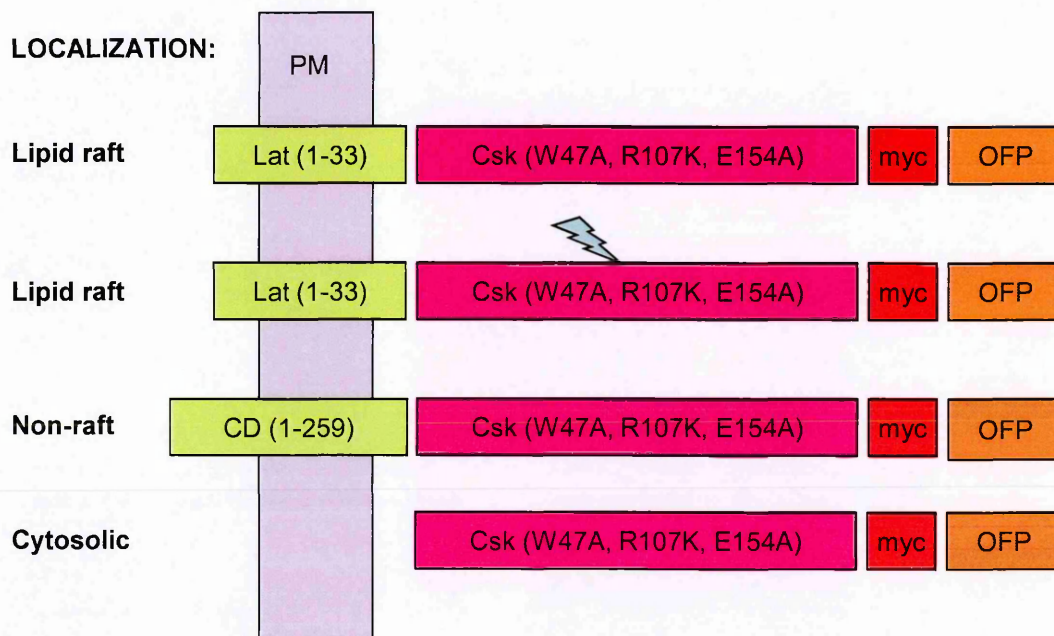 LOCALIZATION:
PM
Lipid raft Lat (1-33) Csk (W47A, R107K, E154A) myc OFP
Lipid raft Lat (1-33) Csk (W47A, R107K, E154A) myc OFP
Non-raft CD (1-259) Csk (W47A, R107K, E154A) myc OFP
Cytosolic Csk (W47A, R107K, E154A) myc OFP